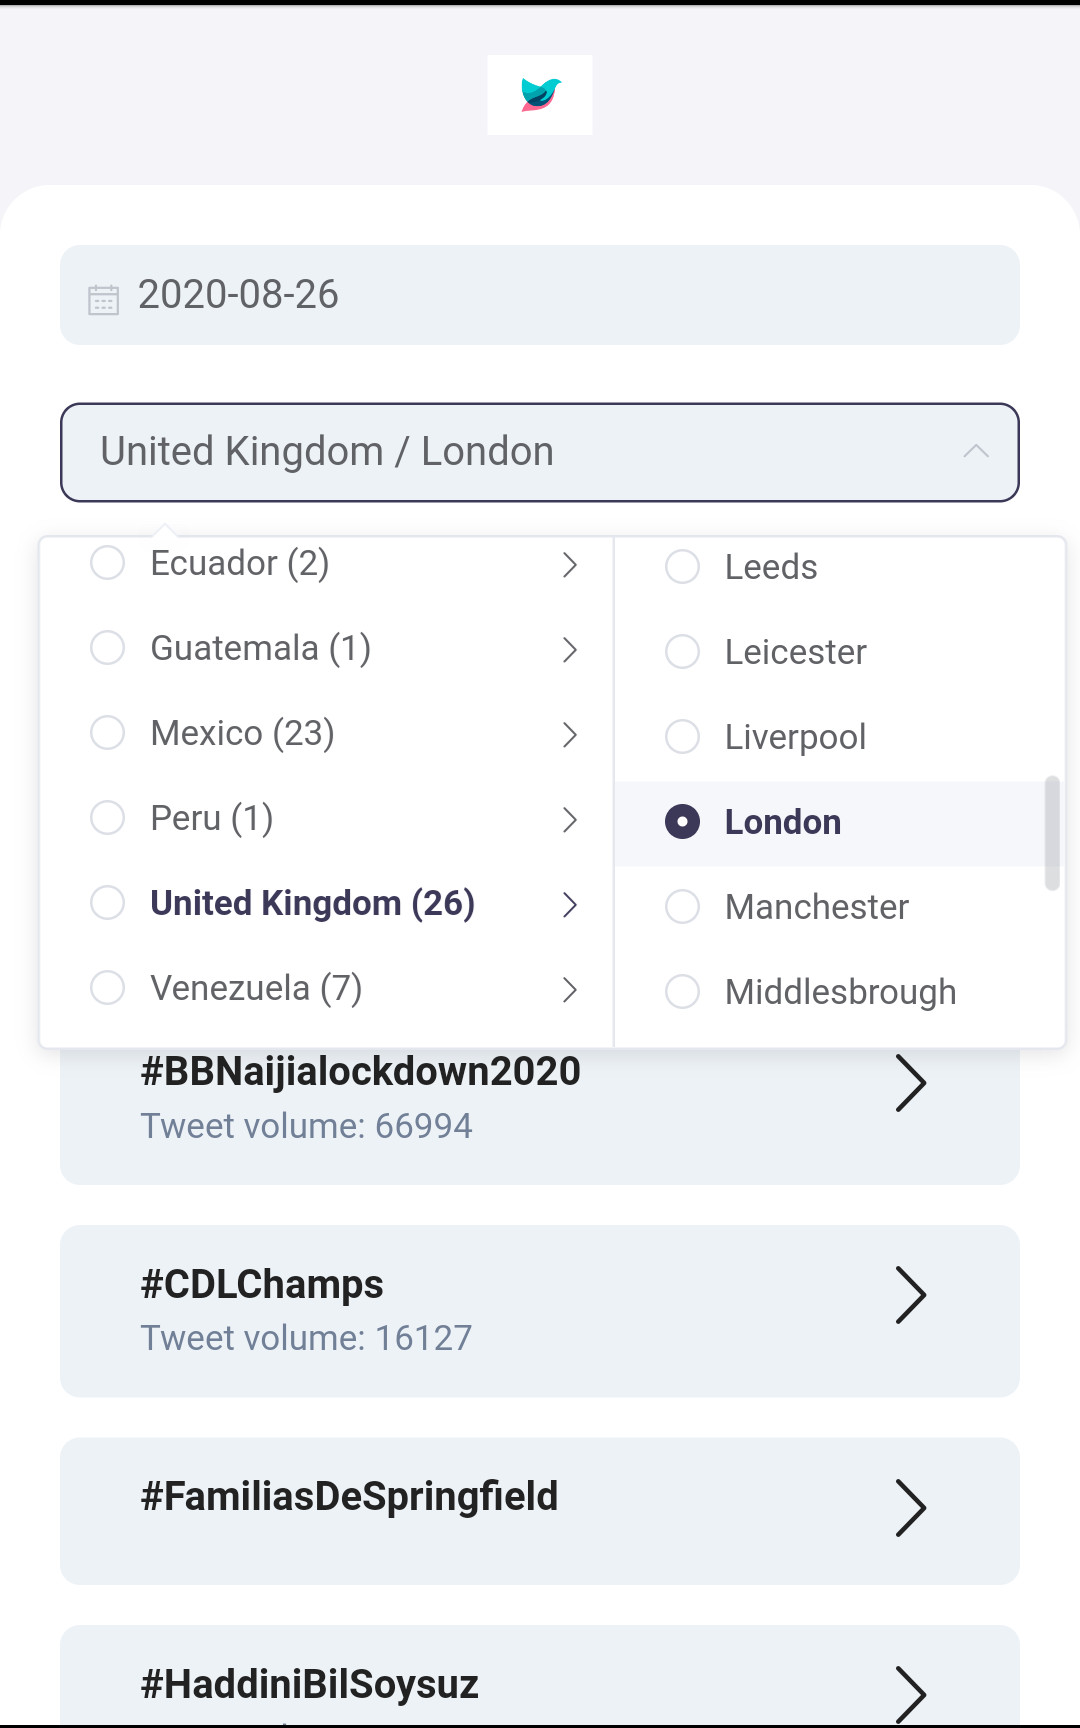 2020-08-26
United Kingdom / London
Ecuador (2)
Guatemala (1)
Mexico (23)
Peru (1)
United Kingdom (26)
Venezuela (7)
Leeds
Leicester
Liverpool
London
Manchester
Middlesbrough
#BBNaijialockdown2020
Tweet volume: 66994
#CDLChamps
Tweet volume: 16127
#FamiliasDeSpringfield
#HaddiniBilSoysuz